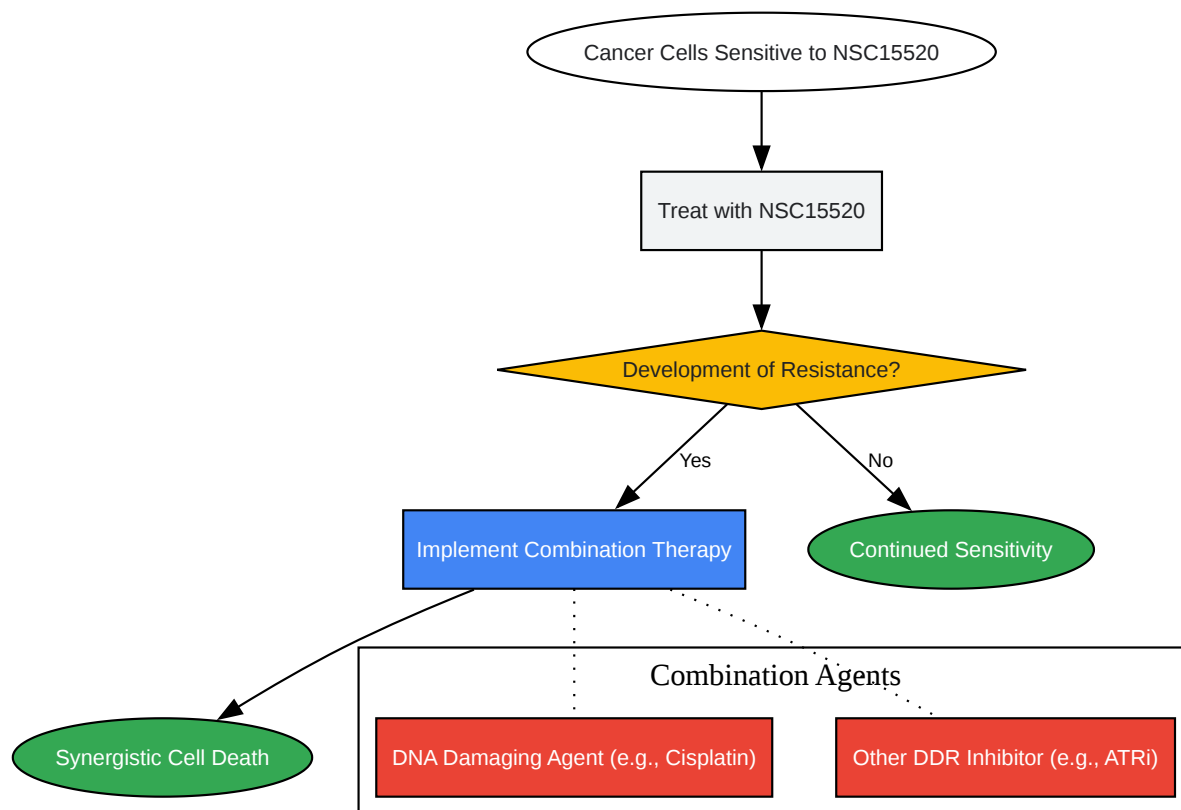 Cancer Cells Sensitive to NSC15520
Treat with NSC15520
Development of Resistance?
Yes
No
Implement Combination Therapy
Continued Sensitivity
Combination Agents
Synergistic Cell Death
DNA Damaging Agent (e.g., Cisplatin)
Other DDR Inhibitor (e.g., ATRi)